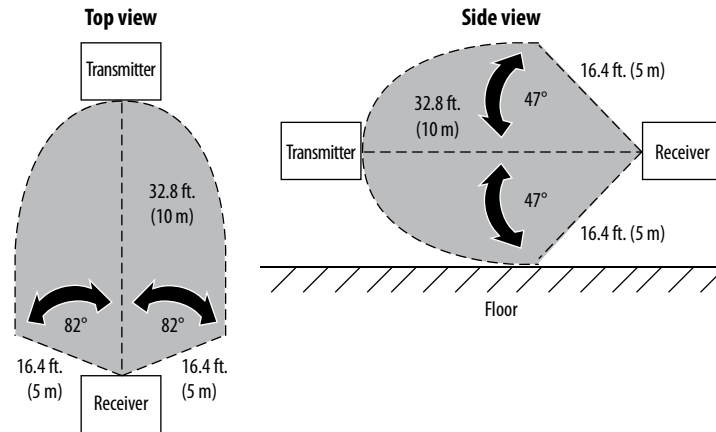 Top view
Transmitter
32.8 ft.
(10 m)
82°
82°
16.4 ft.
(5 m)
16.4 ft.
(5 m)
Receiver
Side view
16.4 ft. (5 m)
47°
32.8 ft.
(10 m)
Transmitter
Receiver
47°
16.4 ft. (5 m)
Floor